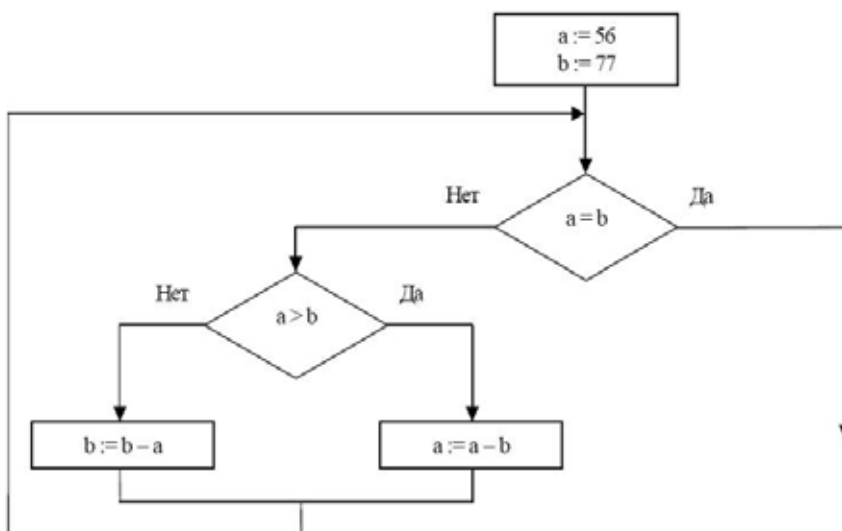 a := 56
b := 77
Нет
Да
a = b
Нет
Да
a > b
b := b – a
a := a – b